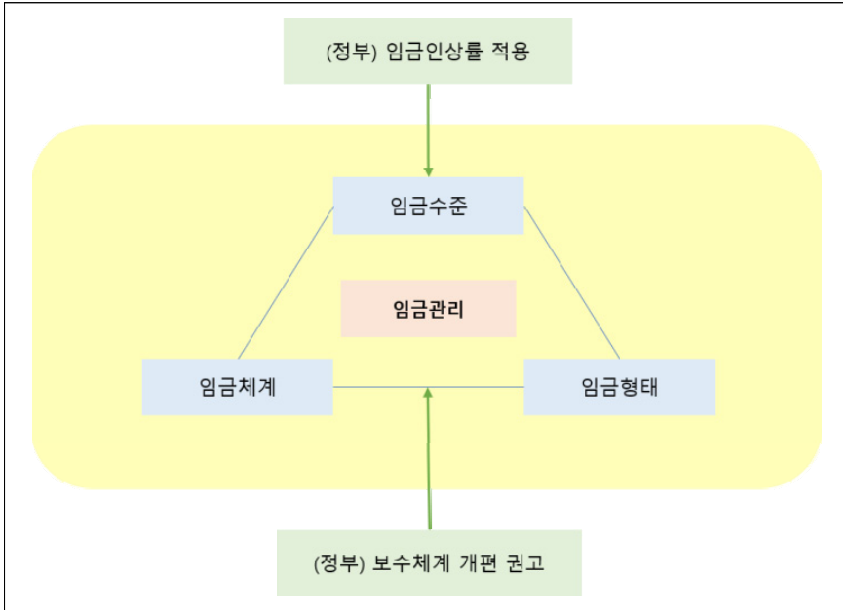 (정부) 임금인상률 적용
임금수준
임금관리
임금체계
임금형태
(정부) 보수체계 개편 권고